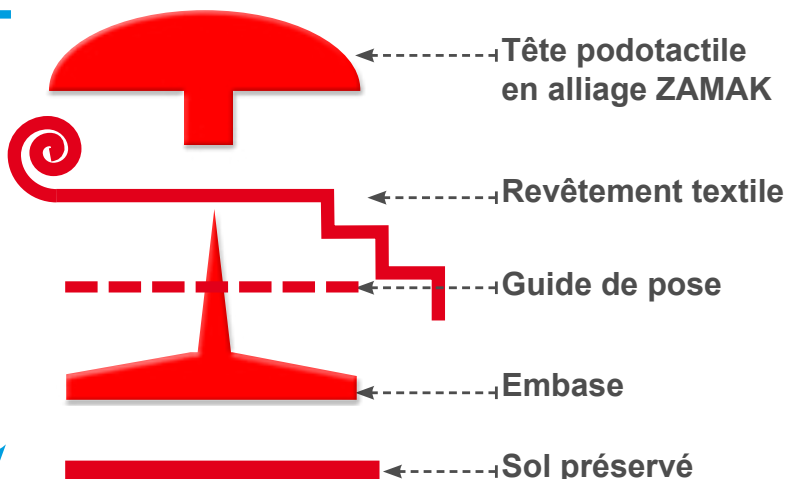 Tête podotactile
en alliage ZAMAK
Revêtement textile
Guide de pose
Embase
Sol préservé